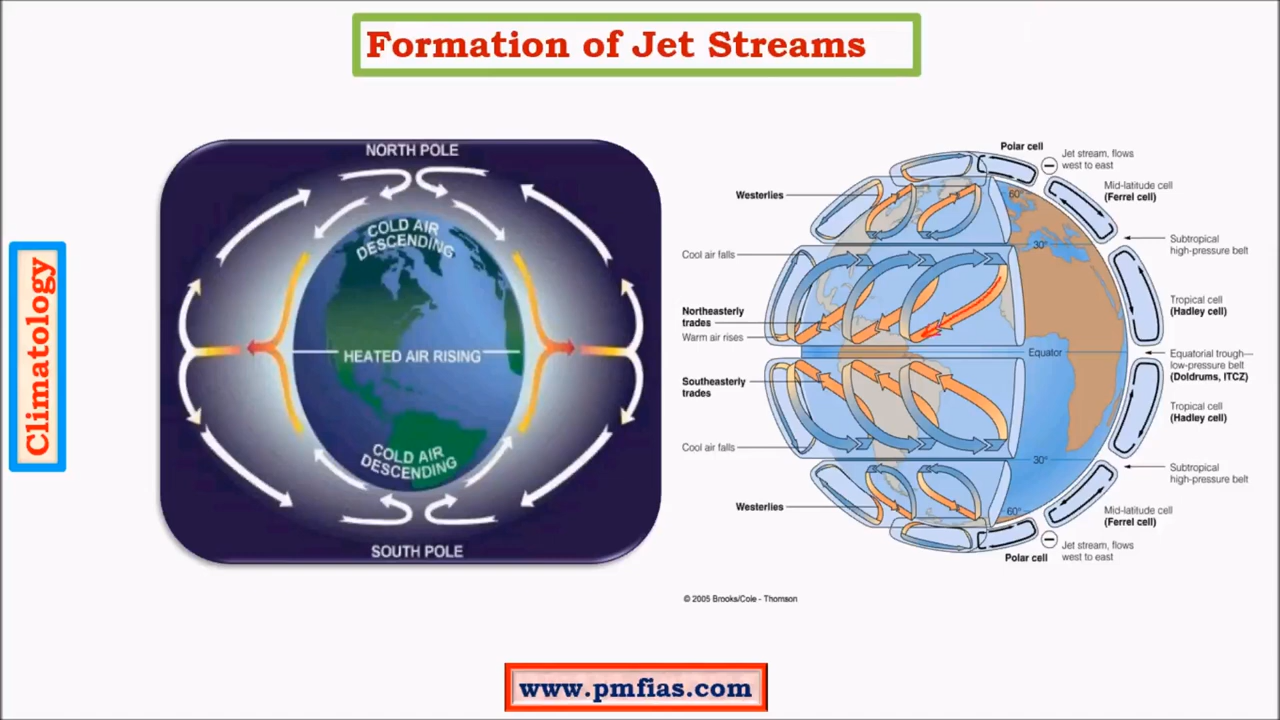 Formation of Jet Streams
Climatology
NORTH POLE
COLD AIR
DESCENDING
HEATED AIR RISING
COLD AIR
DESCENDING
SOUTH POLE
Polar cell
Jet stream, flows
west to east
Westerlies
60°
Mid-latitude cell
(Ferrel cell)
Cool air falls
30°
Subtropical
high-pressure belt
Northeasterly
trades
Warm air rises
Tropical cell
(Hadley cell)
Equator
Equatorial trough—
low-pressure belt
(Doldrums, ITCZ)
Southeasterly
trades
Tropical cell
(Hadley cell)
Cool air falls
30°
Subtropical
high-pressure belt
Westerlies
60°
Mid-latitude cell
(Ferrel cell)
Polar cell
Jet stream, flows
west to east
© 2005 Brooks/Cole - Thomson
www.pmfias.com